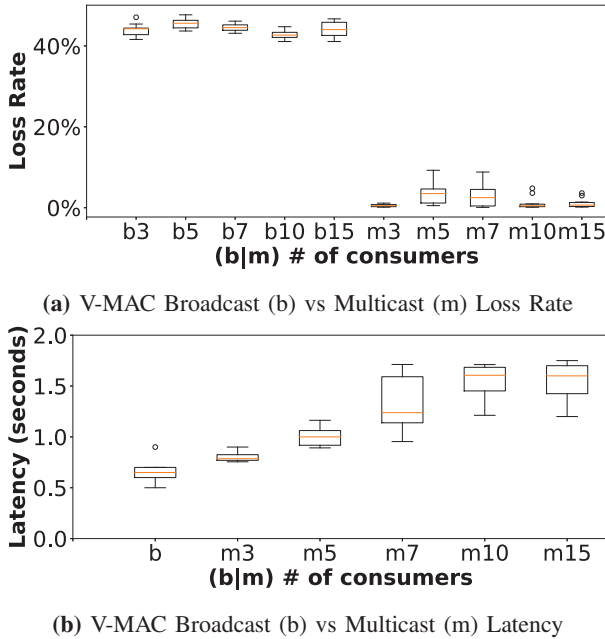 Loss Rate
40%
20%
0%
b3 b5 b7 b10 b15 m3 m5 m7 m10 m15
(b|m) # of consumers
(a) V-MAC Broadcast (b) vs Multicast (m) Loss Rate
Latency (seconds)
2.0
1.5
1.0
0.5
0.0
b m3 m5 m7 m10 m15
(b|m) # of consumers
(b) V-MAC Broadcast (b) vs Multicast (m) Latency